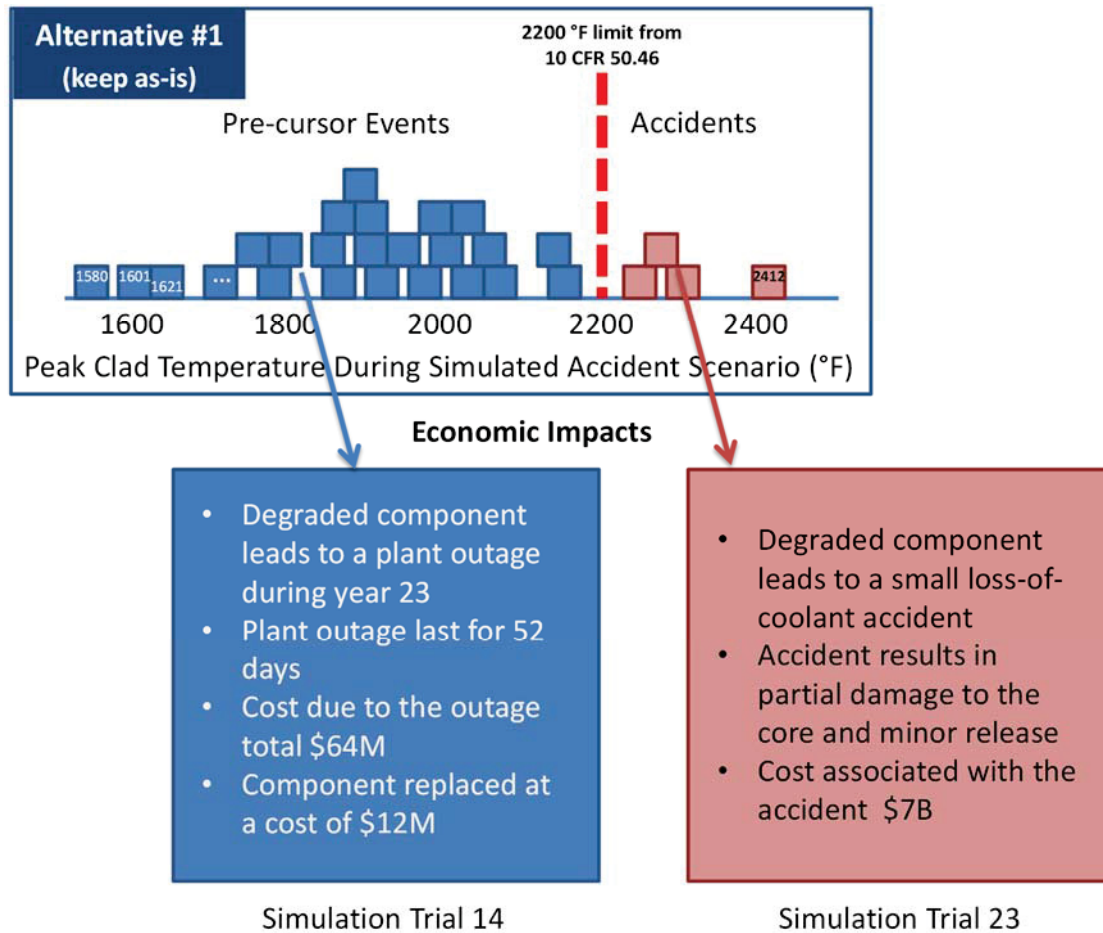 Alternative #1
(keep as-is)
2200 °F limit from
10 CFR 50.46
Pre-cursor Events
Accidents
1580
1601
1621
...
2412
1600
1800
2000
2200
2400
Peak Clad Temperature During Simulated Accident Scenario (°F)
Economic Impacts
• Degraded component
leads to a plant outage
during year 23
• Plant outage last for 52
days
• Cost due to the outage
total $64M
• Component replaced at
a cost of $12M
• Degraded component
leads to a small loss-of-
coolant accident
• Accident results in
partial damage to the
core and minor release
• Cost associated with the
accident $7B
Simulation Trial 14
Simulation Trial 23